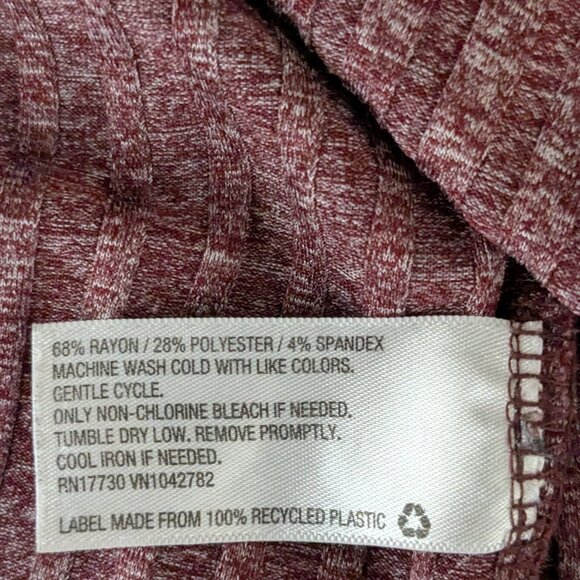 68% RAYON / 28% POLYESTER / 4% SPANDEX
MACHINE WASH COLD WITH LIKE COLORS.
GENTLE CYCLE.
ONLY NON-CHLORINE BLEACH IF NEEDED.
TUMBLE DRY LOW. REMOVE PROMPTLY.
COOL IRON IF NEEDED.
RN17730 VN1042782
LABEL MADE FROM 100% RECYCLED PLASTIC